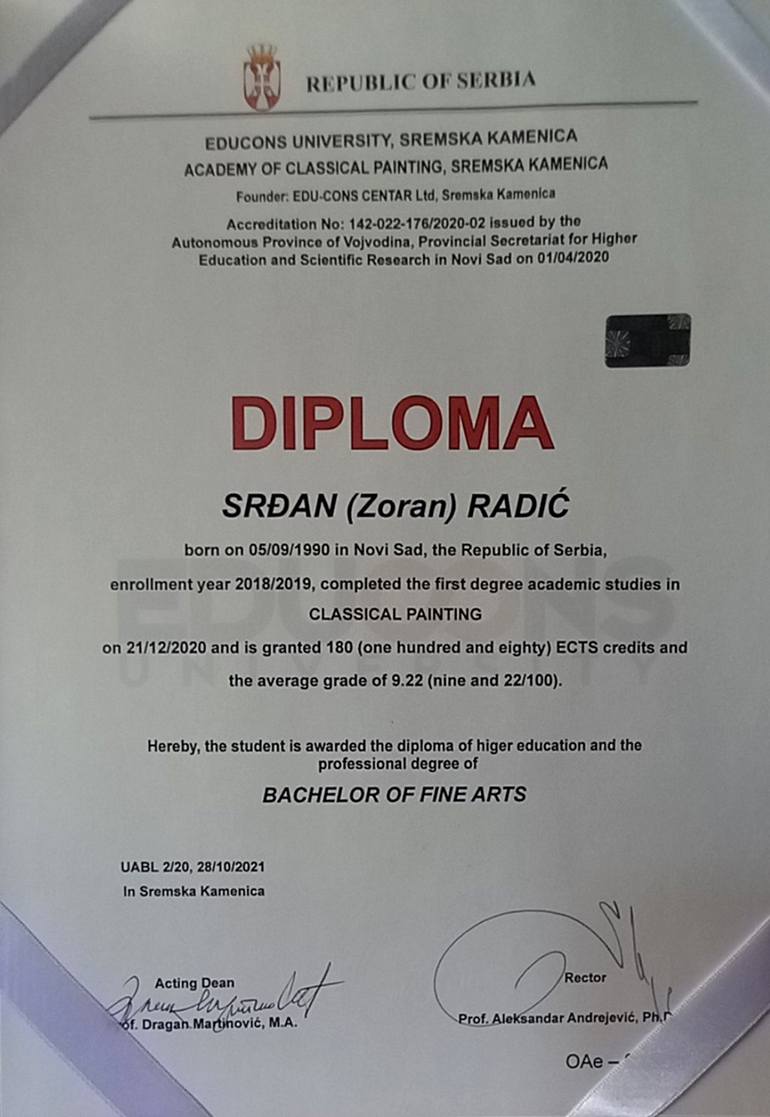 REPUBLIC OF SERBIA
EDUCONS UNIVERSITY, SREMSKA KAMENICA
ACADEMY OF CLASSICAL PAINTING, SREMSKA KAMENICA
Founder: EDU-CONS CENTAR Ltd, Sremska Kamenica
Accreditation No: 142-022-176/2020-02 issued by the
Autonomous Province of Vojvodina, Provincial Secretariat for Higher
Education and Scientific Research in Novi Sad on 01/04/2020
DIPLOMA
SRĐAN (Zoran) RADIĆ
born on 05/09/1990 in Novi Sad, the Republic of Serbia,
enrollment year 2018/2019, completed the first degree academic studies in
CLASSICAL PAINTING
on 21/12/2020 and is granted 180 (one hundred and eighty) ECTS credits and
the average grade of 9.22 (nine and 22/100).
EDUCONS
UNIVERSITY
Hereby, the student is awarded the diploma of higer education and the
professional degree of
BACHELOR OF FINE ARTS
UABL 2/20, 28/10/2021
In Sremska Kamenica
Acting Dean
of. Dragan Martinović, M.A.
Rector
Prof. Aleksandar Andrejević, Ph.D
OAe –